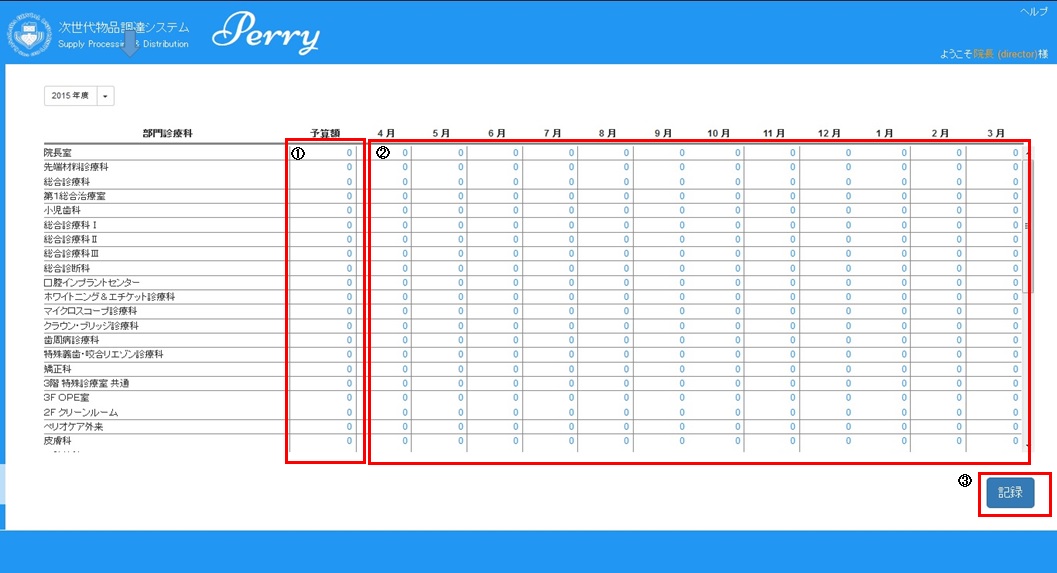 ヘルプ
次世代物品調達システム
Supply Process & Distribution
Perry
ようこそ院長 (director)様
2015 年度
部門診療科 予算額 4 月 5 月 6 月 7 月 8 月 9 月 10 月 11 月 12 月 1 月 2 月 3 月
院長室 ① 0 ② 0 0 0 0 0 0 0 0 0 0 0 0
先端材料診療科 0 0 0 0 0 0 0 0 0 0 0 0 0
総合診療科 0 0 0 0 0 0 0 0 0 0 0 0 0
第1総合治療室 0 0 0 0 0 0 0 0 0 0 0 0 0
小児歯科 0 0 0 0 0 0 0 0 0 0 0 0 0
総合診療科Ⅰ 0 0 0 0 0 0 0 0 0 0 0 0 0
総合診療科Ⅱ 0 0 0 0 0 0 0 0 0 0 0 0 0
総合診療科Ⅲ 0 0 0 0 0 0 0 0 0 0 0 0 0
総合診断科 0 0 0 0 0 0 0 0 0 0 0 0 0
口腔インプラントセンター 0 0 0 0 0 0 0 0 0 0 0 0 0
ホワイトニング＆エチケット診療科 0 0 0 0 0 0 0 0 0 0 0 0 0
マイクロスコープ診療科 0 0 0 0 0 0 0 0 0 0 0 0 0
クラウン・ブリッジ診療科 0 0 0 0 0 0 0 0 0 0 0 0 0
歯周病診療科 0 0 0 0 0 0 0 0 0 0 0 0 0
特殊義歯・咬合リエゾン診療科 0 0 0 0 0 0 0 0 0 0 0 0 0
矯正科 0 0 0 0 0 0 0 0 0 0 0 0 0
3階 特殊診療室 共通 0 0 0 0 0 0 0 0 0 0 0 0 0
3F OPE室 0 0 0 0 0 0 0 0 0 0 0 0 0
2F クリーンルーム 0 0 0 0 0 0 0 0 0 0 0 0 0
ペリオケア外来 0 0 0 0 0 0 0 0 0 0 0 0 0
皮膚科 0 0 0 0 0 0 0 0 0 0 0 0 0
③ 記録